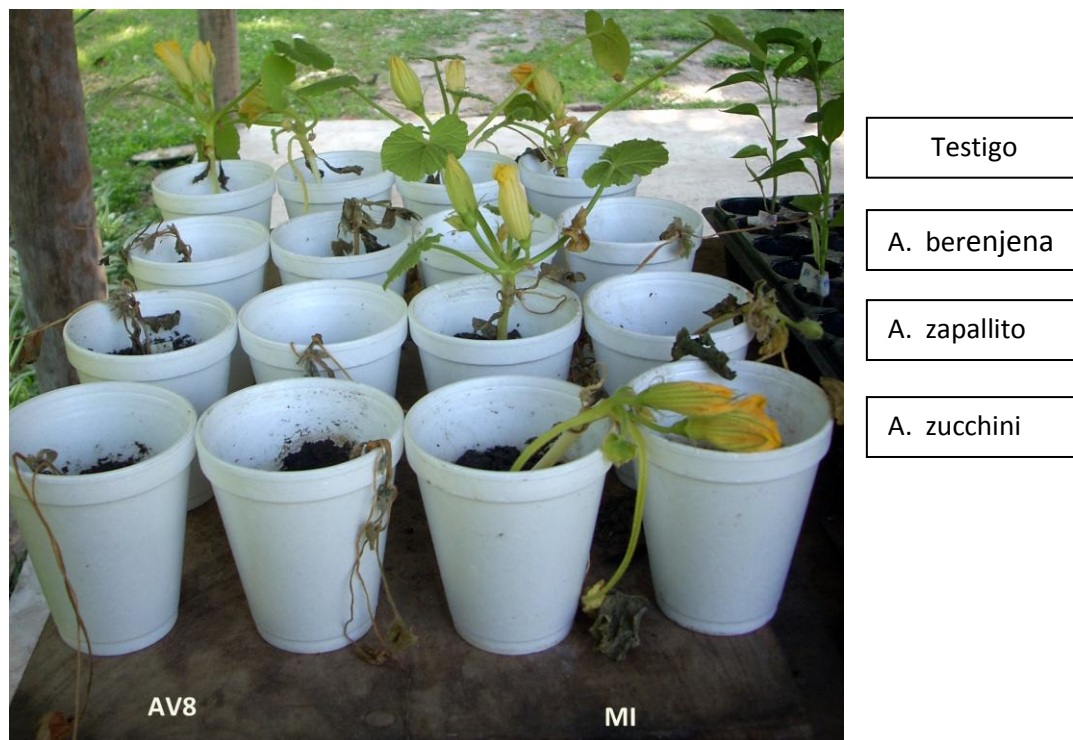 Testigo
A. berenjena
A. zapallito
A. zucchini
AV8
MI